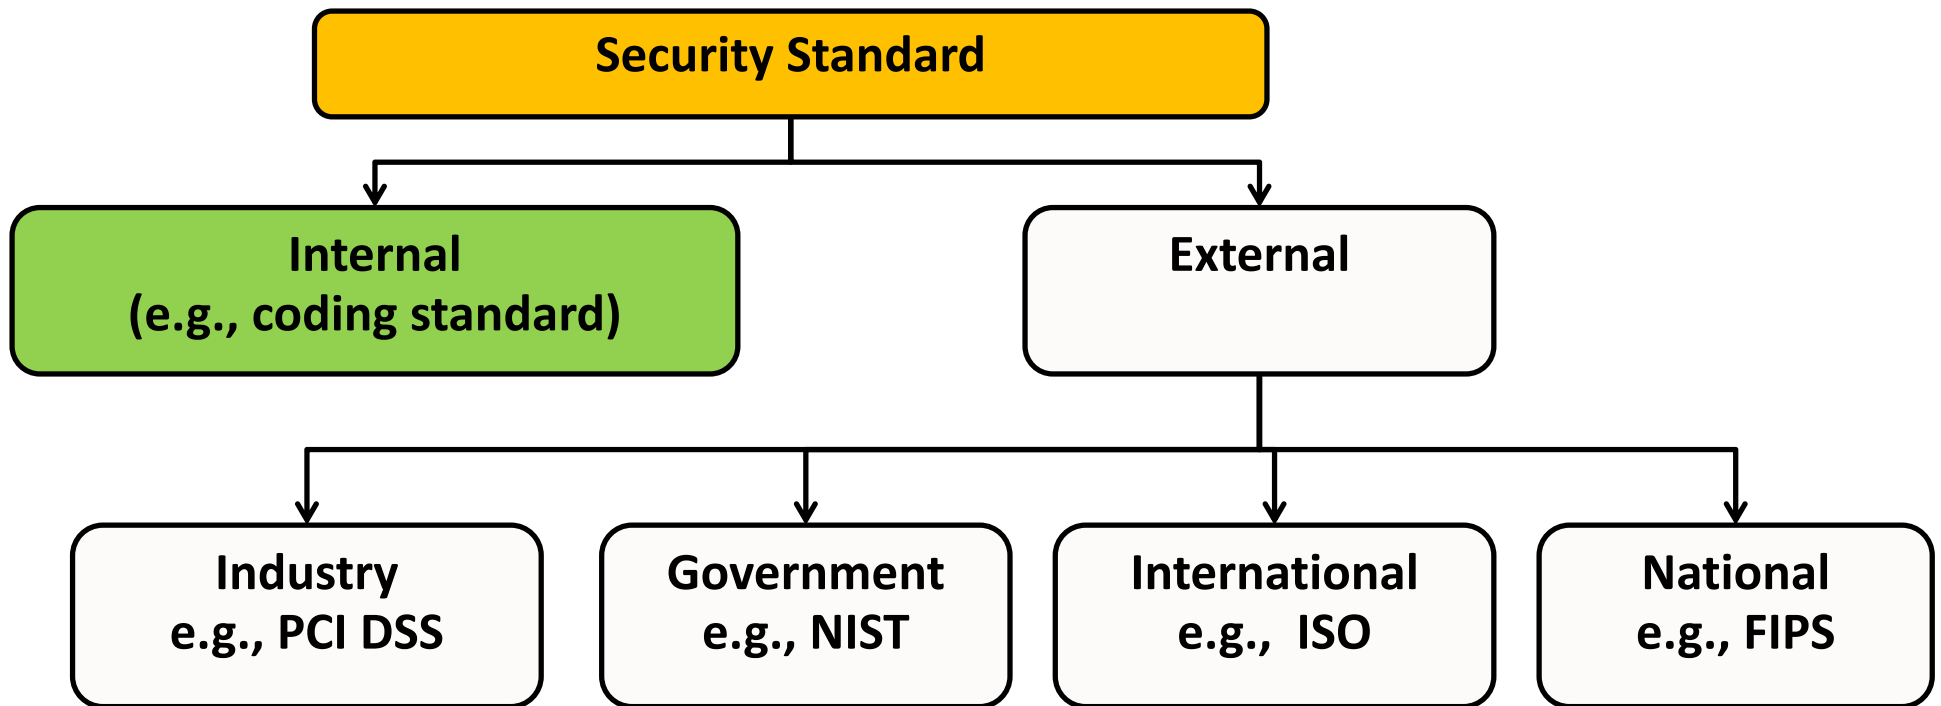 Security Standard
Internal
(e.g., coding standard)
External
Industry
e.g., PCI DSS
Government
e.g., NIST
International
e.g.,  ISO
National
e.g., FIPS